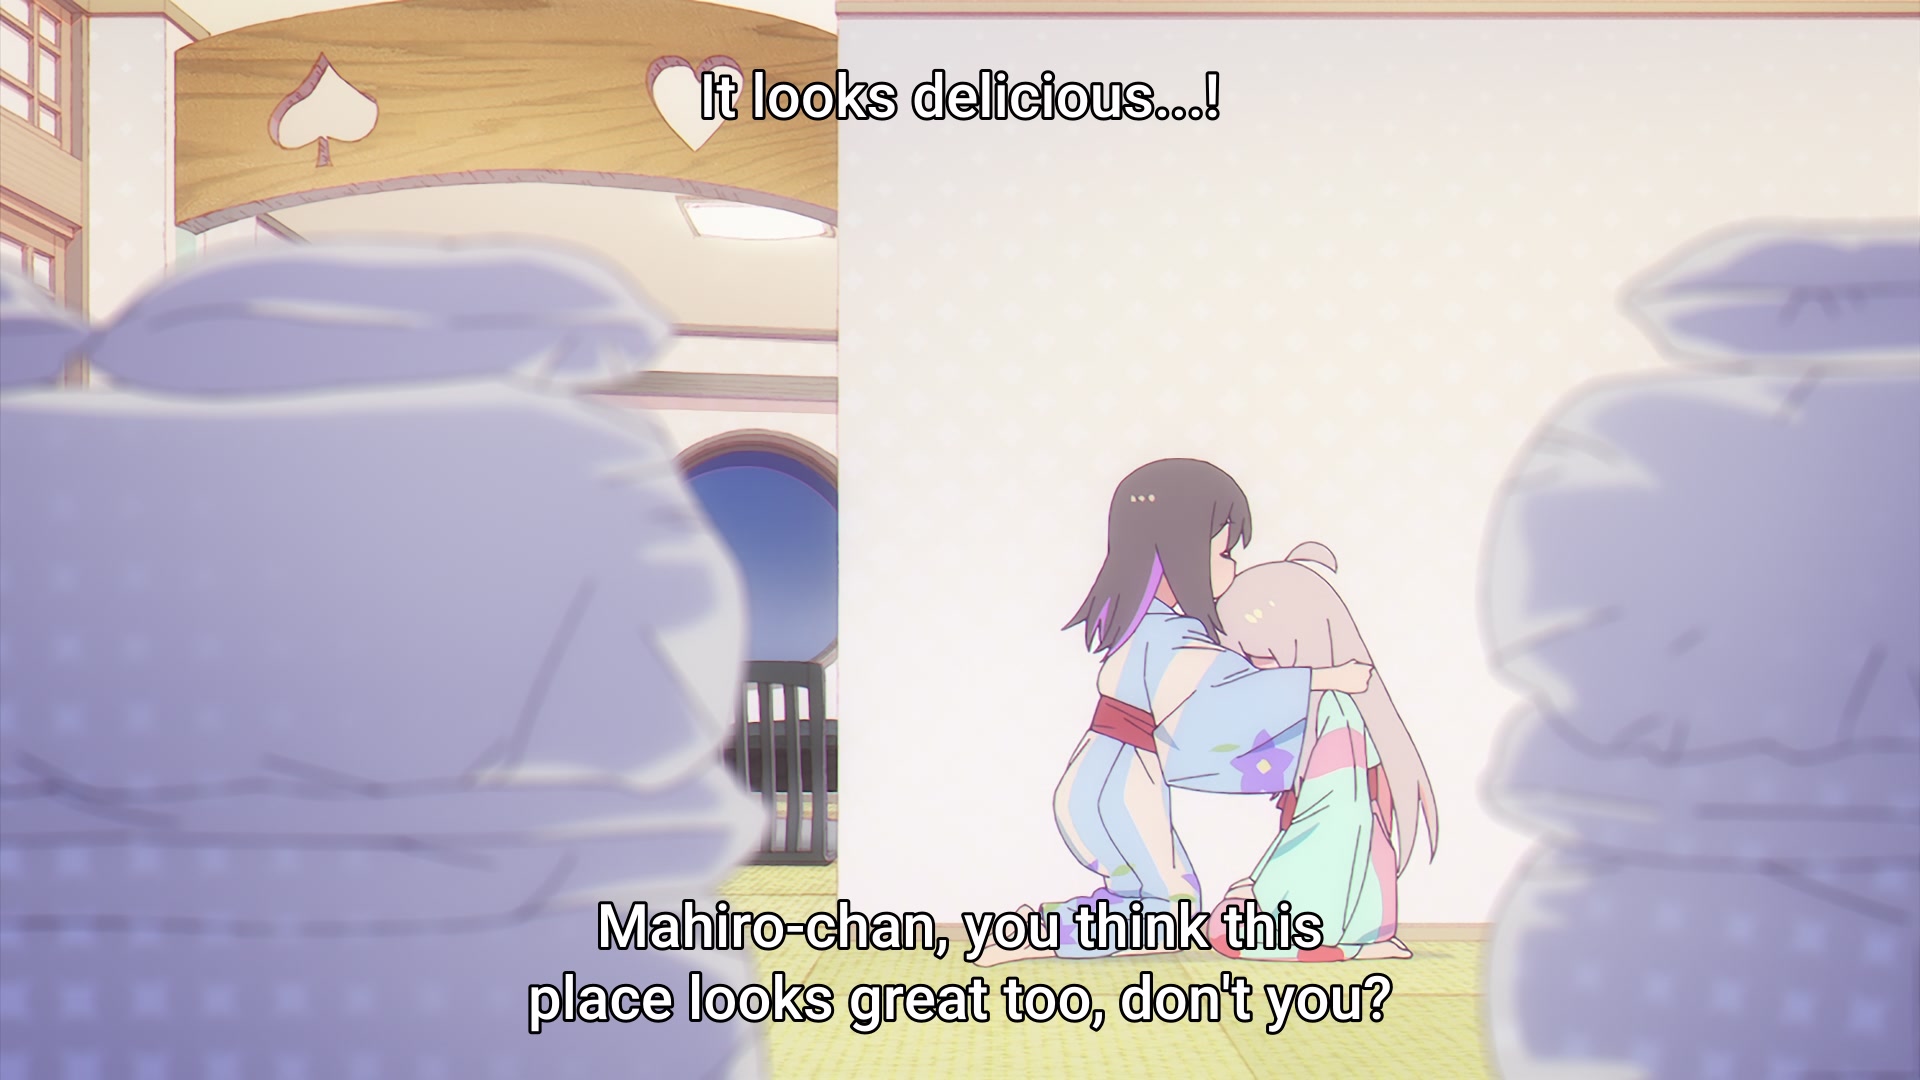 It looks delicious...!
Mahiro-chan, you think this
place looks great too, don't you?